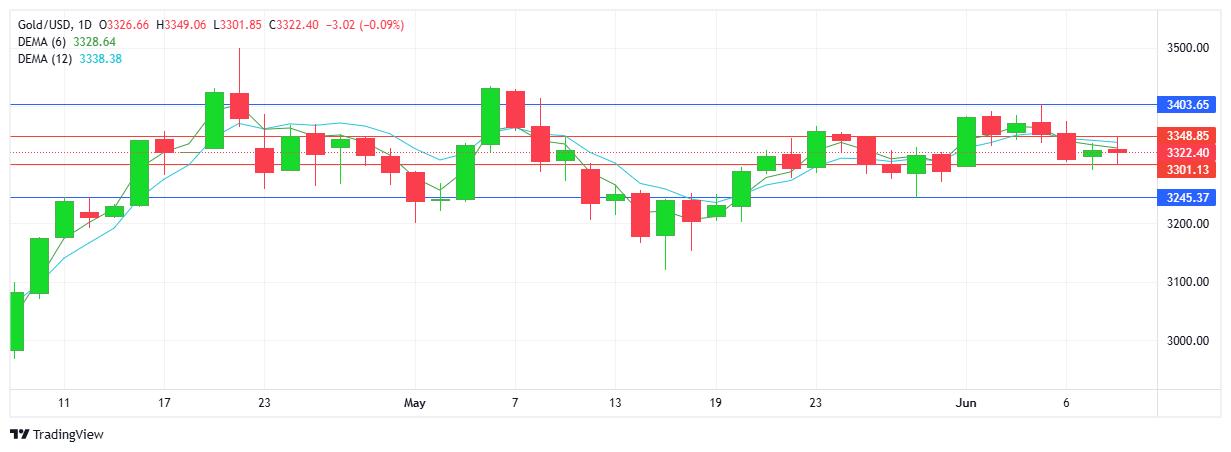 Gold/USD, 1D O3326.66 H3349.06 L3301.85 C3322.40 −3.02 (−0.09%)
DEMA (6) 3328.64
DEMA (12) 3338.38
3500.00
3403.65
3348.85
3322.40
3301.13
3245.37
3200.00
3100.00
3000.00
11 17 23 May 7 13 19 23 Jun 6
TradingView